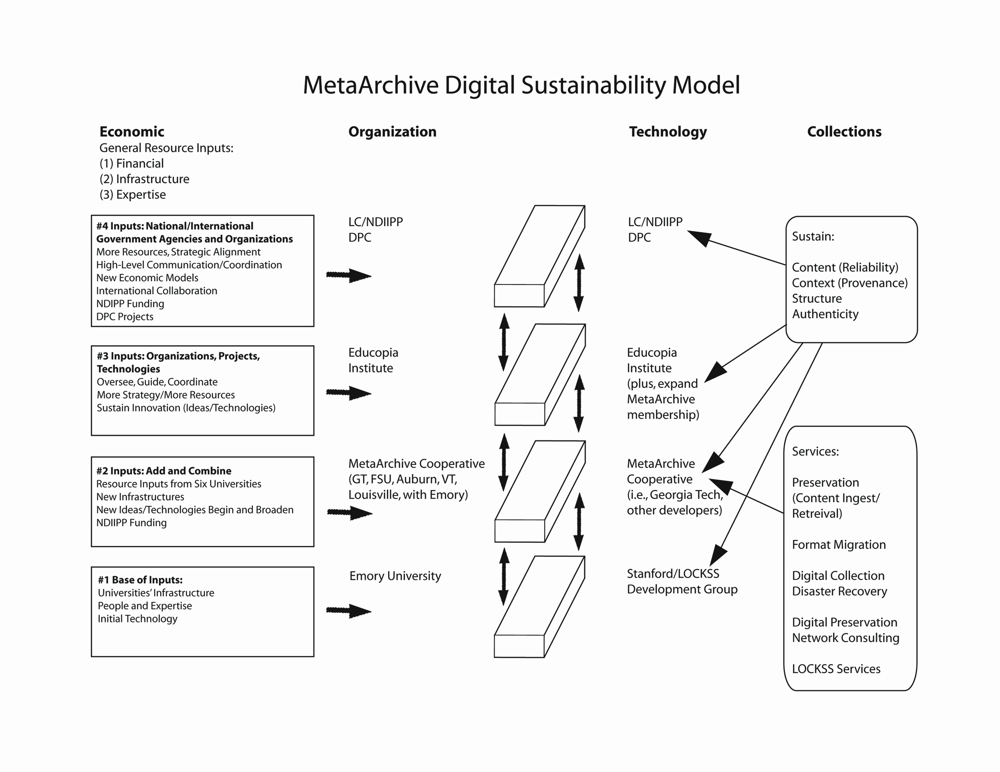 MetaArchive Digital Sustainability Model
Economic
General Resource Inputs:
(1) Financial
(2) Infrastructure
(3) Expertise
#4 Inputs: National/International
Government Agencies and Organizations
More Resources, Strategic Alignment
High-Level Communication/Coordination
New Economic Models
International Collaboration
NDIPP Funding
DPC Projects
#3 Inputs: Organizations, Projects,
Technologies
Oversee, Guide, Coordinate
More Strategy/More Resources
Sustain Innovation (Ideas/Technologies)
#2 Inputs: Add and Combine
Resource Inputs from Six Universities
New Infrastructures
New Ideas/Technologies Begin and Broaden
NDIIPP Funding
#1 Base of Inputs:
Universities' Infrastructure
People and Expertise
Initial Technology
Organization
LC/NDIIPP
DPC
Educopia
Institute
MetaArchive Cooperative
(GT, FSU, Auburn, VT,
Louisville, with Emory)
Emory University
Technology
LC/NDIIPP
DPC
Educopia
Institute
(plus, expand
MetaArchive
membership)
MetaArchive
Cooperative
(i.e., Georgia Tech,
other developers)
Stanford/LOCKSS
Development Group
Collections
Sustain:
Content (Reliability)
Context (Provenance)
Structure
Authenticity
Services:
Preservation
(Content Ingest/
Retreival)
Format Migration
Digital Collection
Disaster Recovery
Digital Preservation
Network Consulting
LOCKSS Services